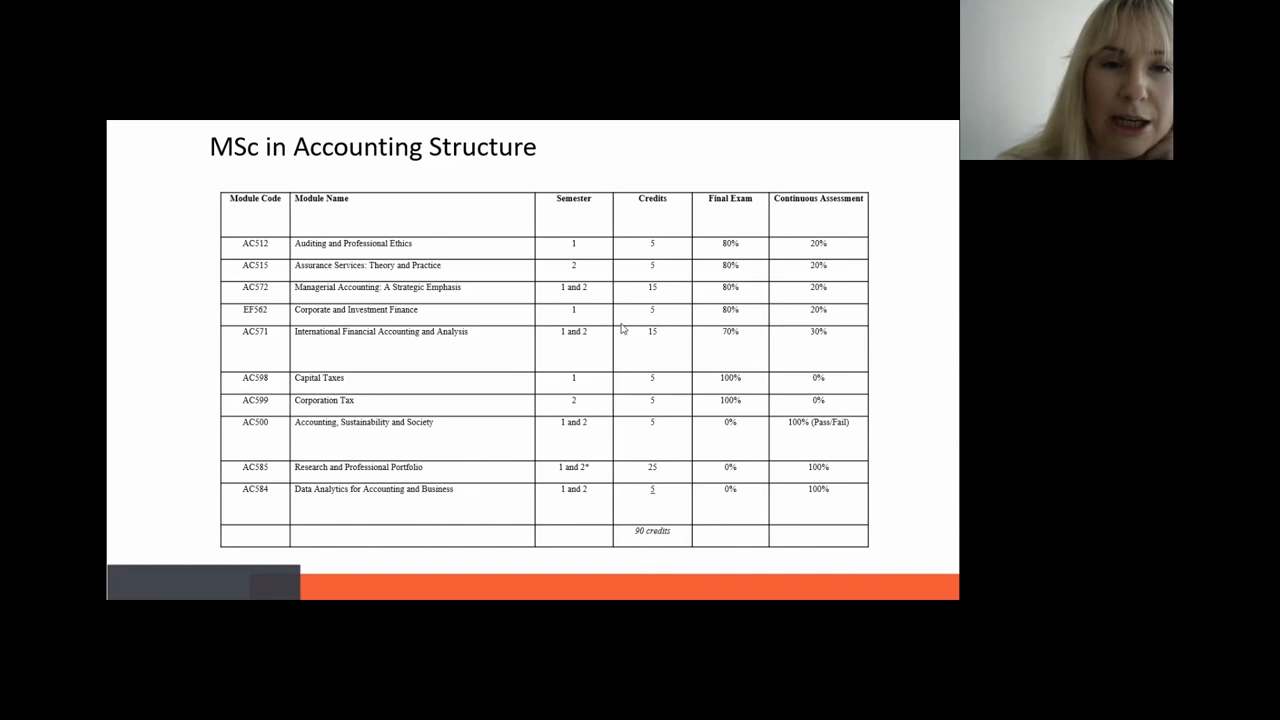 MSc in Accounting Structure
Module Code Module Name Semester Credits Final Exam Continuous Assessment
AC512 Auditing and Professional Ethics 1 5 80% 20%
AC515 Assurance Services: Theory and Practice 2 5 80% 20%
AC572 Managerial Accounting: A Strategic Emphasis 1 and 2 15 80% 20%
EF562 Corporate and Investment Finance 1 5 80% 20%
AC571 International Financial Accounting and Analysis 1 and 2 15 70% 30%
AC598 Capital Taxes 1 5 100% 0%
AC599 Corporation Tax 2 5 100% 0%
AC500 Accounting, Sustainability and Society 1 and 2 5 0% 100% (Pass/Fail)
AC585 Research and Professional Portfolio 1 and 2* 25 0% 100%
AC584 Data Analytics for Accounting and Business 1 and 2 5 0% 100%
90 credits